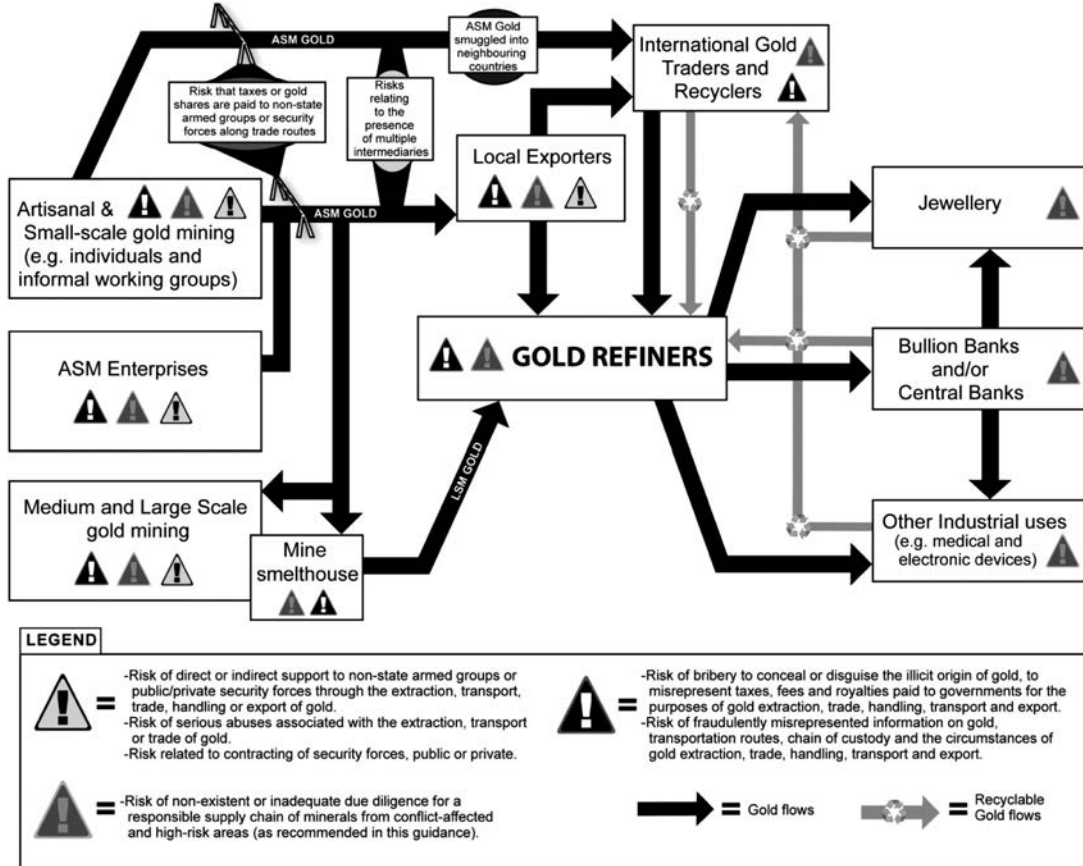 ASM GOLD
ASM Gold
smuggled into
neighbouring
countries
International Gold
Traders and
Recyclers
Risk that taxes or gold
shares are paid to non-state
armed groups or security
forces along trade routes
Risks
relating
to the
presence
of multiple
intermediaries
Local Exporters
Artisanal &
Small-scale gold mining
(e.g. individuals and
informal working groups)
ASM GOLD
Jewellery
ASM Enterprises
GOLD REFINERS
Bullion Banks
and/or
Central Banks
Medium and Large Scale
gold mining
LSM GOLD
Mine
smelthouse
Other Industrial uses
(e.g. medical and
electronic devices)
LEGEND
= -Risk of direct or indirect support to non-state armed groups or
public/private security forces through the extraction, transport,
trade, handling or export of gold.
-Risk of serious abuses associated with the extraction, transport
or trade of gold.
-Risk related to contracting of security forces, public or private.
= -Risk of non-existent or inadequate due diligence for a
responsible supply chain of minerals from conflict-affected
and high-risk areas (as recommended in this guidance).
= -Risk of bribery to conceal or disguise the illicit origin of gold, to
misrepresent taxes, fees and royalties paid to governments for the
purposes of gold extraction, trade, handling, transport and export.
-Risk of fraudulently misrepresented information on gold,
transportation routes, chain of custody and the circumstances of
gold extraction, trade, handling, transport and export.
= Gold flows
= Recyclable
Gold flows